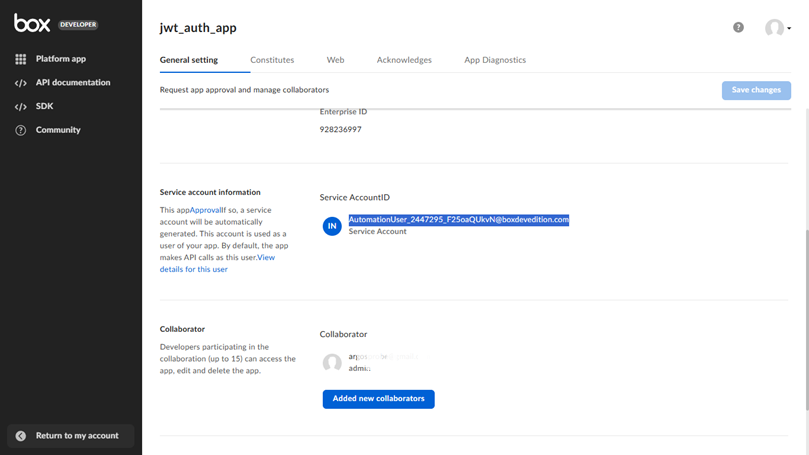 box DEVELOPER
Platform app
API documentation
SDK
Community
Return to my account
jwt_auth_app
General setting
Constitutes
Web
Acknowledges
App Diagnostics
Request app approval and manage collaborators
Save changes
Enterprise ID
928236997
Service account information
This appApprovalIf so, a service
account will be automatically
generated. This account is used as a
user of your app. By default, the app
makes API calls as this user.View
details for this user
Service AccountID
IN
AutomationUser_2447295_F25oaQUkvN@boxdevedition.com
Service Account
Collaborator
Developers participating in the
collaboration (up to 15) can access the
app, edit and delete the app.
Collaborator
Added new collaborators